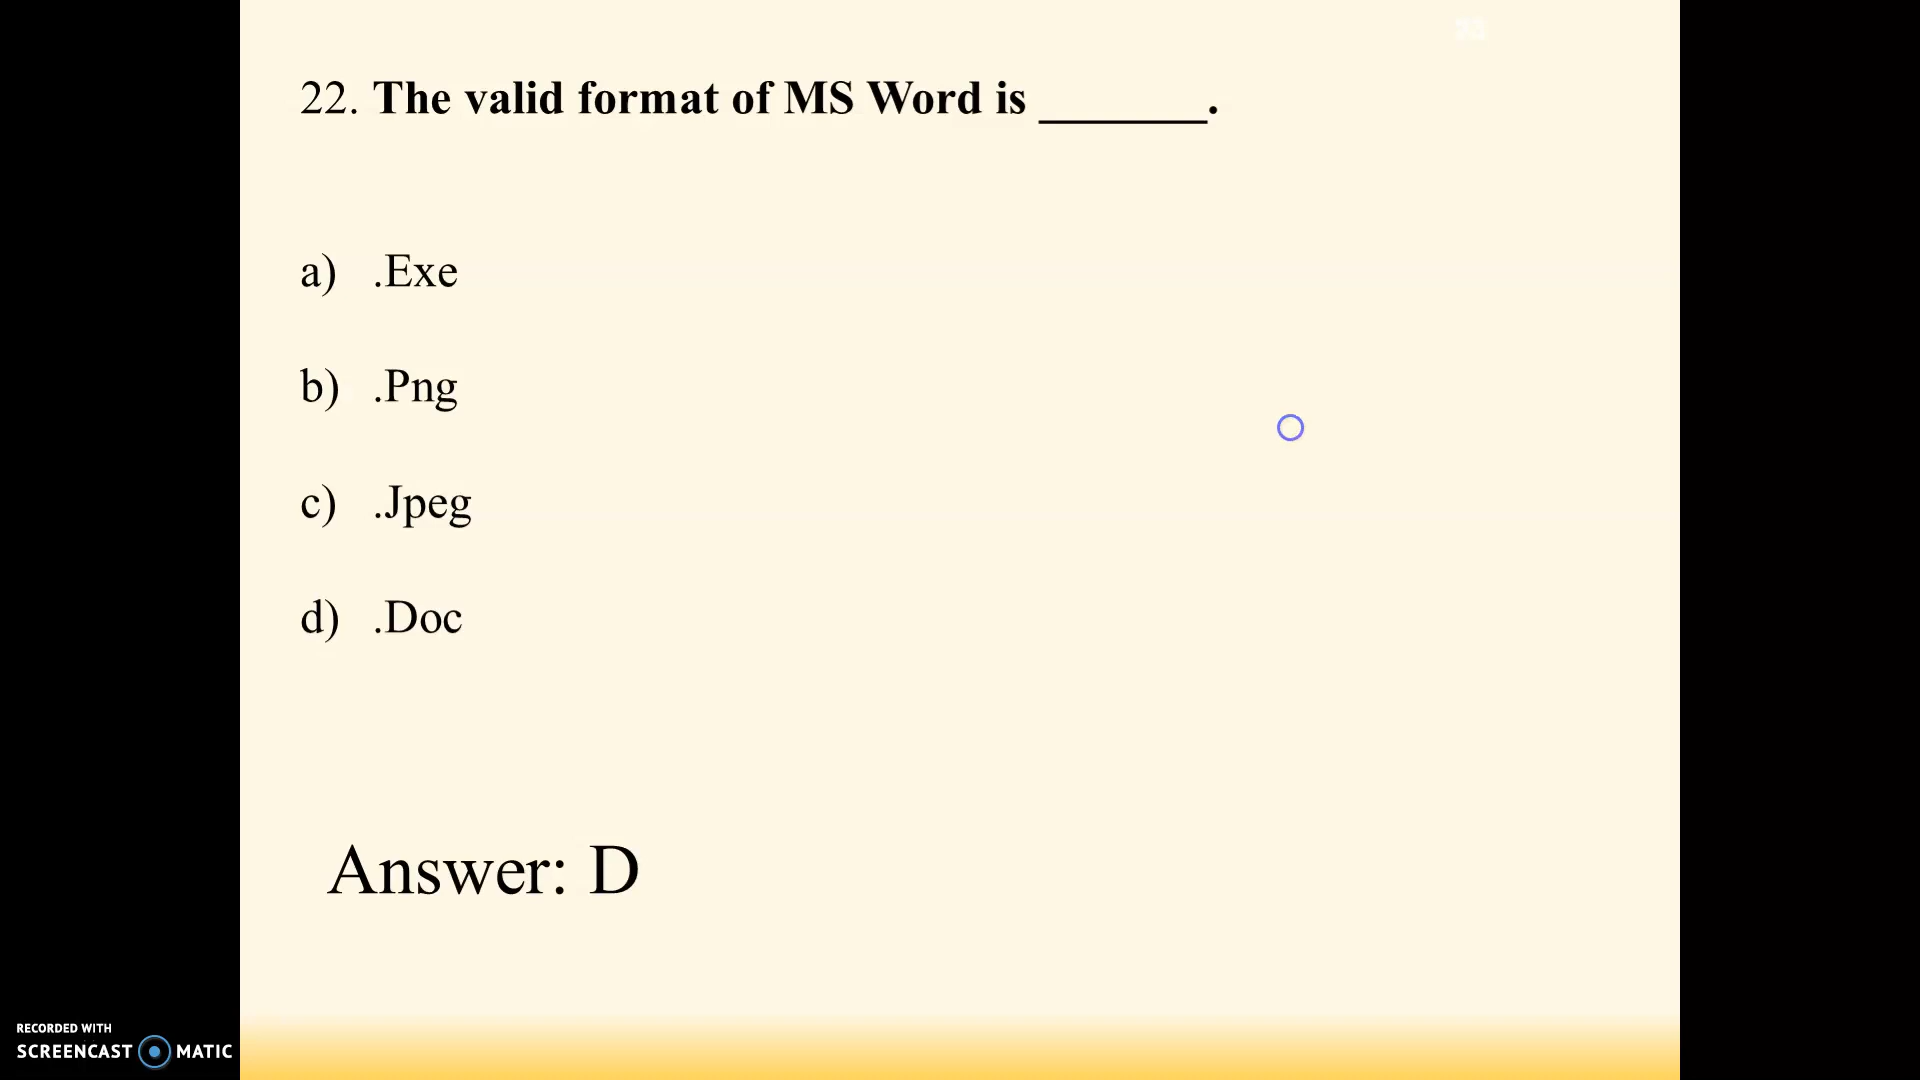 22. The valid format of MS Word is _______.
a) .Exe
b) .Png
c) .Jpeg
d) .Doc
Answer: D
RECORDED WITH
SCREENCAST MATIC